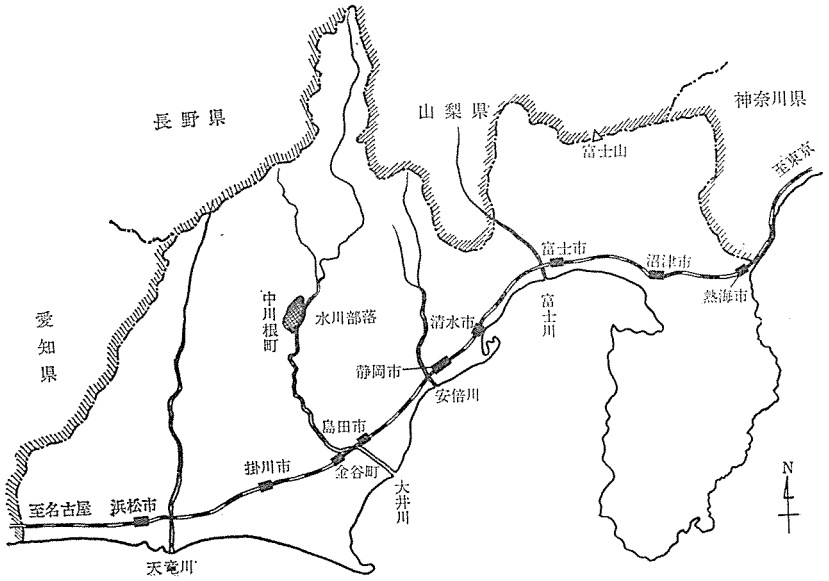 長野県
山梨県
神奈川県
富士山
至東京
愛知県
中川根町
水川部落
清水市
富士市
沼津市
熱海市
富士川
静岡市
安倍川
島田市
掛川市
金谷町
大井川
至名古屋
浜松市
天竜川
N